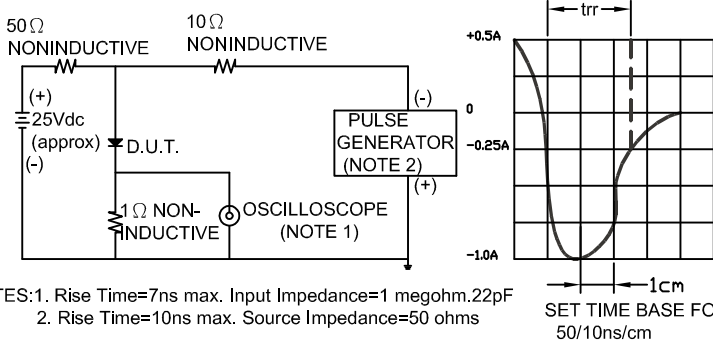 50Ω
NONINDUCTIVE
10Ω
NONINDUCTIVE
(+)
25Vdc
(approx)
(-)
D.U.T.
1Ω NON-
INDUCTIVE
OSCILLOSCOPE
(NOTE 1)
(-)
PULSE
GENERATOR
(NOTE 2)
(+)
trr
+0.5A
0
-0.25A
-1.0A
1cm
TES:1. Rise Time=7ns max. Input Impedance=1 megohm.22pF
2. Rise Time=10ns max. Source Impedance=50 ohms
SET TIME BASE FO
50/10ns/cm